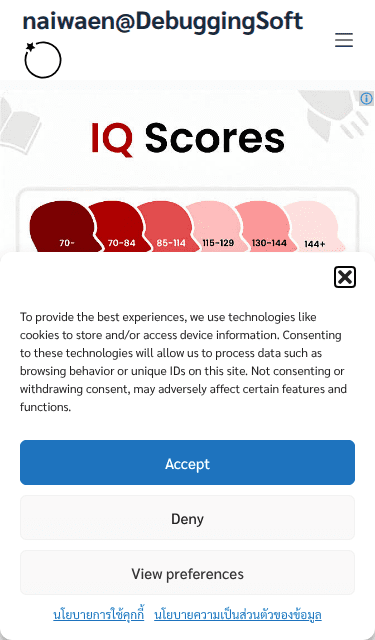 naiwaen@DebuggingSoft
IQ Scores
70-
70-84
85-114
115-129
130-144
144+
To provide the best experiences, we use technologies like
cookies to store and/or access device information. Consenting
to these technologies will allow us to process data such as
browsing behavior or unique IDs on this site. Not consenting or
withdrawing consent, may adversely affect certain features and
functions.
Accept
Deny
View preferences
นโยบายการใช้คุกกี้ นโยบายความเป็นส่วนตัวของข้อมูล